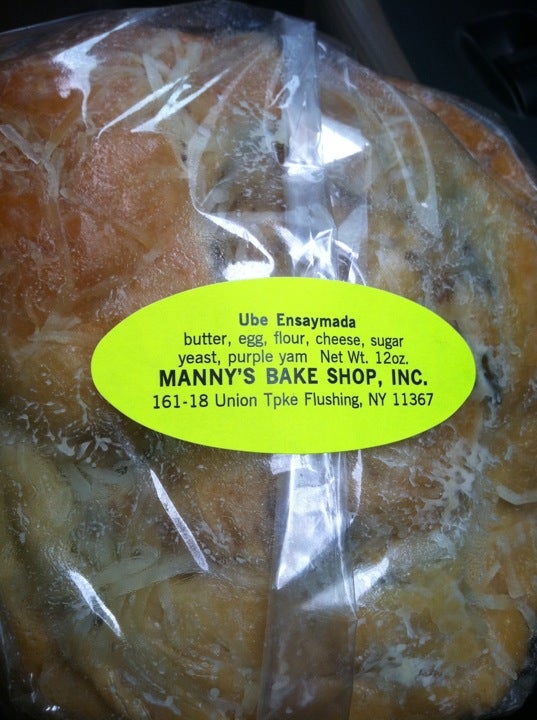 Ube Ensaymada
butter, egg, flour, cheese, sugar
yeast, purple yam Net Wt. 12oz.
MANNY'S BAKE SHOP, INC.
161-18 Union Tpke Flushing, NY 11367